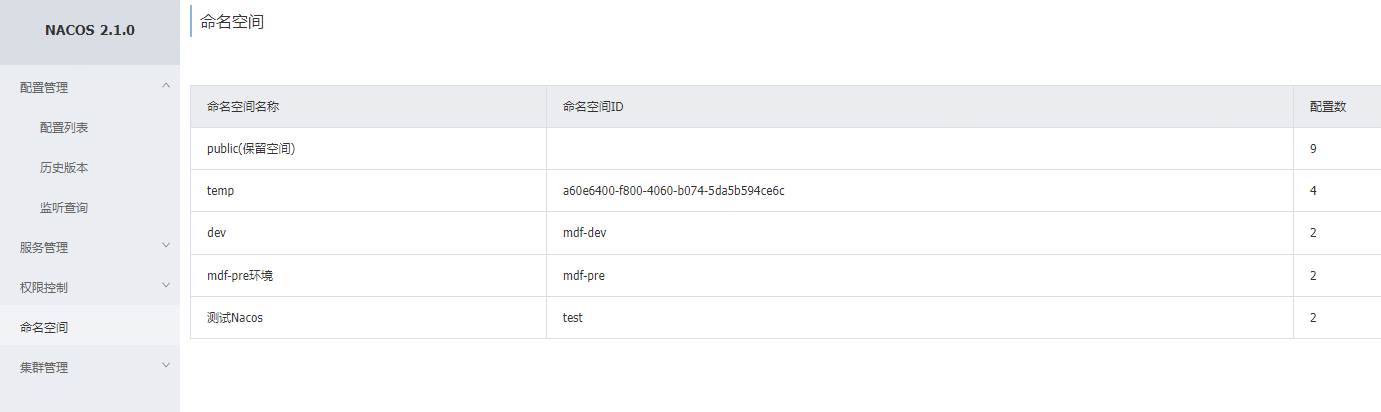 NACOS 2.1.0
配置管理
配置列表
历史版本
监听查询
服务管理
权限控制
命名空间
集群管理
命名空间
命名空间名称 命名空间ID 配置数
public(保留空间) 9
temp a60e6400-f800-4060-b074-5da5b594ce6c 4
dev mdf-dev 2
mdf-pre环境 mdf-pre 2
测试Nacos test 2